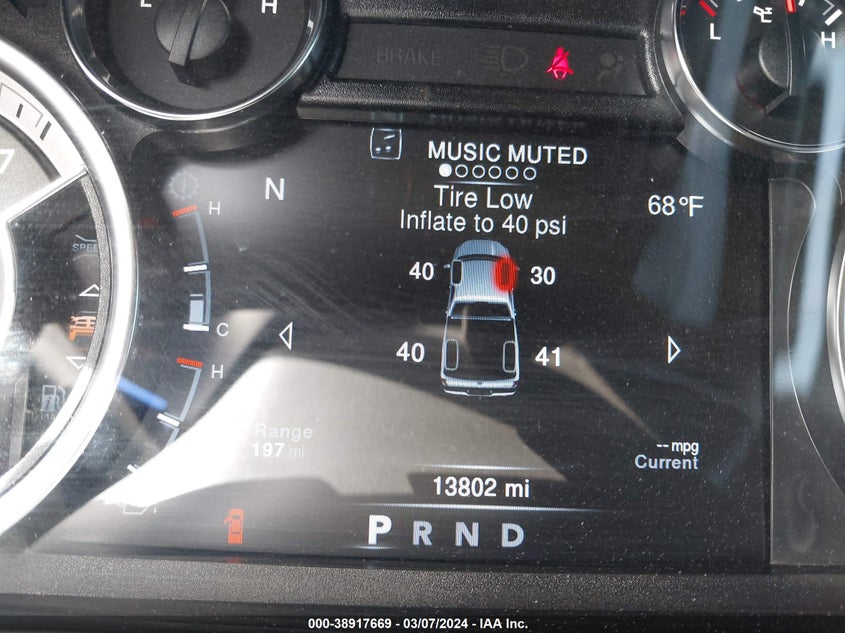 L H
BRAKE
L H
MUSIC MUTED
N
Tire Low
68°F
Inflate to 40 psi
H
40 30
SPEED
C
40 41
H
Range
197 mi
-- mpg
Current
13802 mi
P R N D
000-38917669 - 03/07/2024 - IAA Inc.